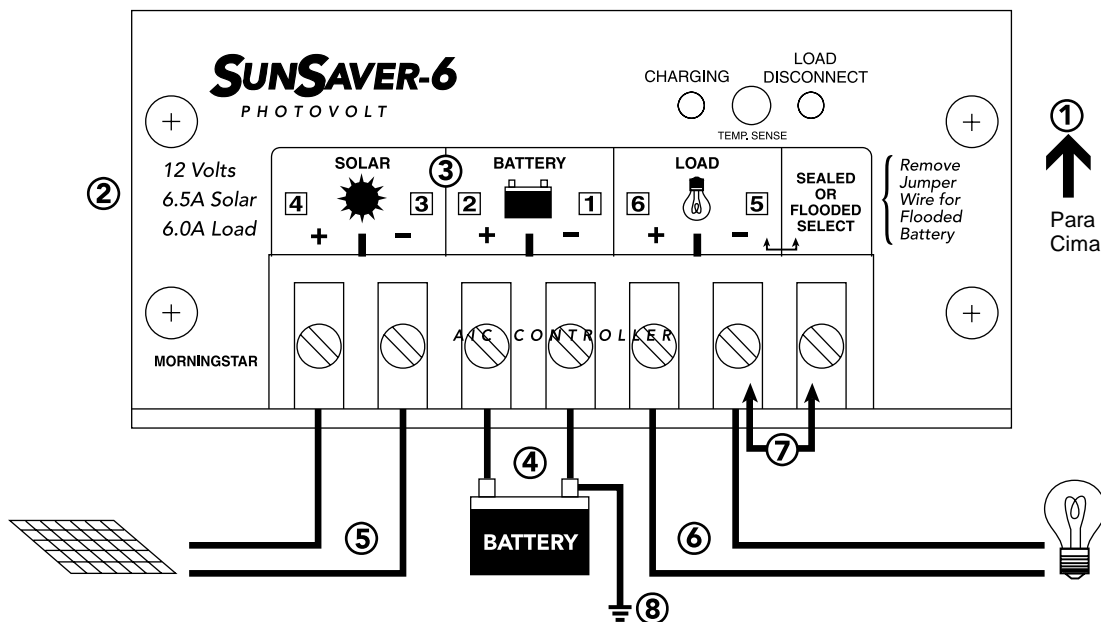 SUNSAVER-6
PHOTOVOLT
CHARGING
LOAD
DISCONNECT
TEMP. SENSE
①
②
12 Volts
6.5A Solar
6.0A Load
SOLAR
4
3
+
−
③
BATTERY
2
1
+
−
LOAD
6
5
+
−
SEALED
OR
FLOODED
SELECT
Remove
Jumper
Wire for
Flooded
Battery
Para
Cima
AIC CONTROLLER
MORNINGSTAR
④
⑦
⑤
BATTERY
⑥
⑧